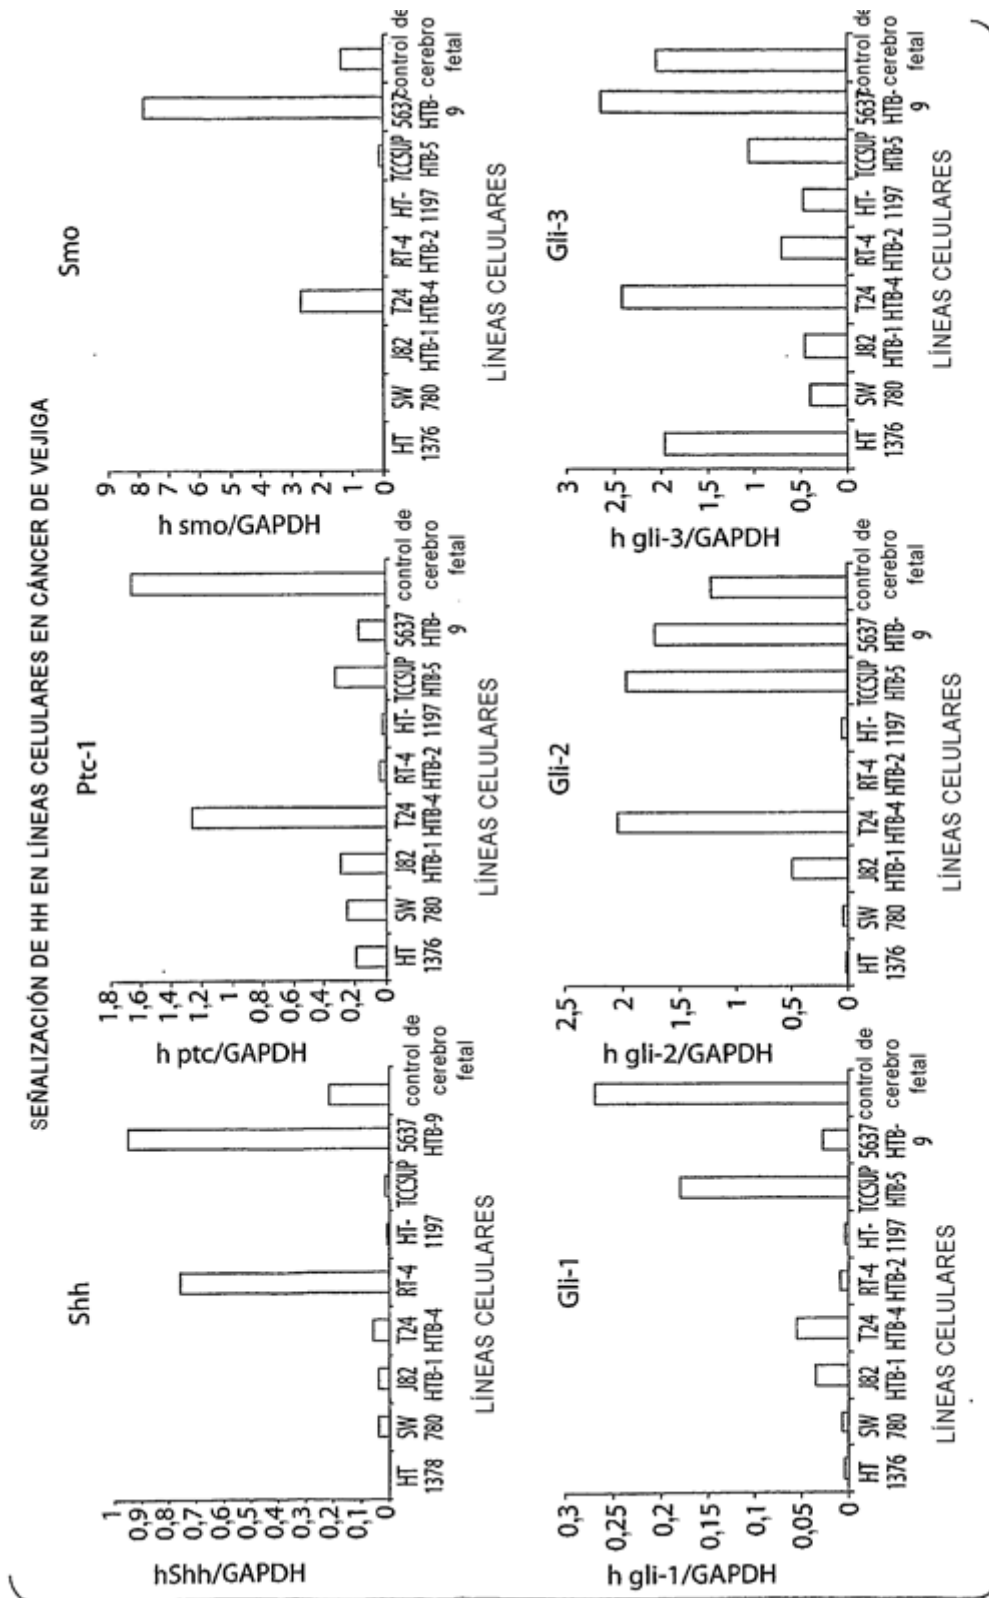 SEÑALIZACIÓN DE HH EN LÍNEAS CELULARES EN CÁNCER DE VEJIGA
Shh
hShh/GAPDH
1
0,9
0,8
0,7
0,6
0,5
0,4
0,3
0,2
0,1
0
HT SW J82 T24 RT-4 HT- TCCSUP 5637 control de
1378 780 HTB-1 HTB-4 1197 HTB-9 cerebro
fetal
LÍNEAS CELULARES
Ptc-1
h ptc/GAPDH
1,8
1,6
1,4
1,2
1
0,8
0,6
0,4
0,2
0
HT SW J82 T24 RT-4 HT- TCCSUP 5637 control de
1376 780 HTB-1 HTB-4 HTB-2 1197 HTB-5 HTB- cerebro
9 fetal
LÍNEAS CELULARES
Smo
h smo/GAPDH
9
8
7
6
5
4
3
2
1
0
HT SW J82 T24 RT-4 HT- TCCSUP 5637 control de
1376 780 HTB-1 HTB-4 HTB-2 1197 HTB-5 HTB- cerebro
9 fetal
LÍNEAS CELULARES
Gli-1
h gli-1/GAPDH
0,3
0,25
0,2
0,15
0,1
0,05
0
HT SW J82 T24 RT-4 HT- TCCSUP 5637 control de
1376 780 HTB-1 HTB-4 HTB-2 1197 HTB-5 HTB- cerebro
9 fetal
LÍNEAS CELULARES
Gli-2
h gli-2/GAPDH
2,5
2
1,5
1
0,5
0
HT SW J82 T24 RT-4 HT- TCCSUP 5637 control de
1376 780 HTB-1 HTB-4 HTB-2 1197 HTB-5 HTB- cerebro
9 fetal
LÍNEAS CELULARES
Gli-3
h gli-3/GAPDH
3
2,5
2
1,5
1
0,5
0
HT SW J82 T24 RT-4 HT- TCCSUP 5637 control de
1376 780 HTB-1 HTB-4 HTB-2 1197 HTB-5 HTB- cerebro
9 fetal
LÍNEAS CELULARES